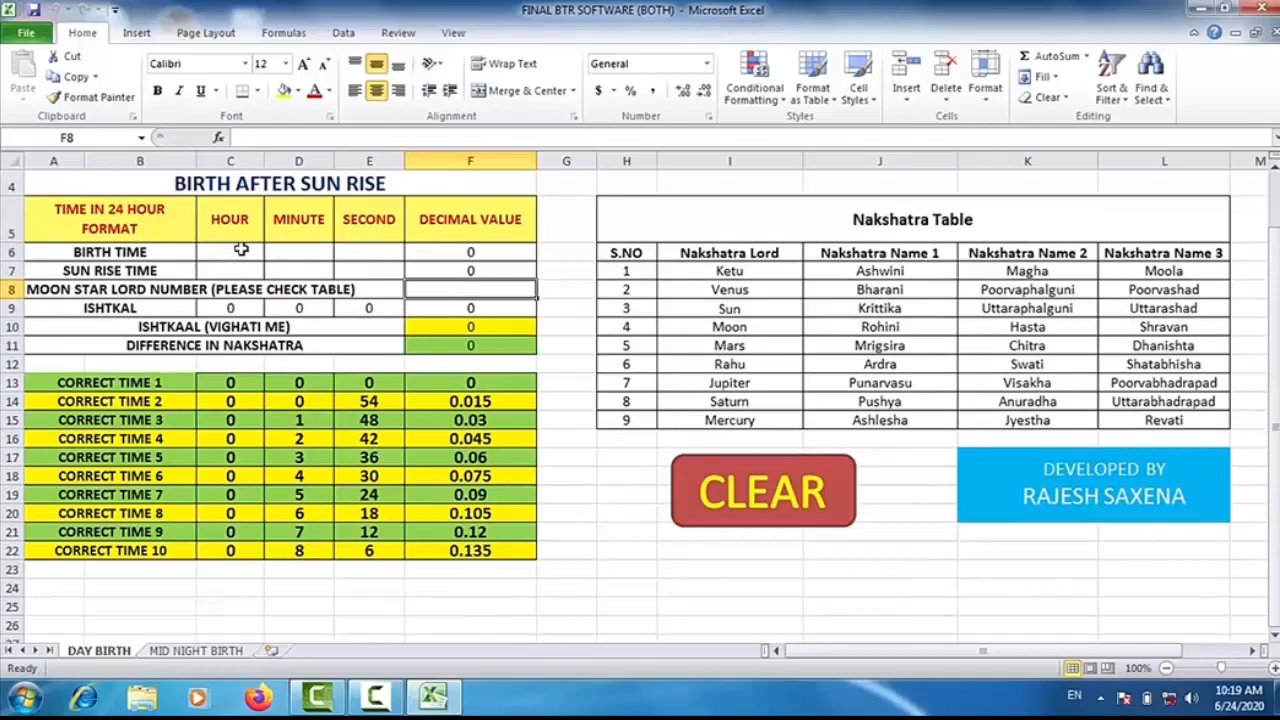 FINAL BTR SOFTWARE (BOTH) - Microsoft Excel
File Home Insert Page Layout Formulas Data Review View
Cut
Copy
Format Painter
Paste
Clipboard
Calibri 12
B I U
Font
Wrap Text
Merge & Center
Alignment
General
$ % ,
Number
Conditional Formatting
Format as Table
Cell Styles
Styles
Insert Delete Format
Cells
AutoSum
Fill
Clear
Sort & Filter
Find & Select
Editing
F8 fx
A B C D E F G H I J K L M
4 BIRTH AFTER SUN RISE
5 TIME IN 24 HOUR FORMAT HOUR MINUTE SECOND DECIMAL VALUE
6 BIRTH TIME 0
7 SUN RISE TIME 0
8 MOON STAR LORD NUMBER (PLEASE CHECK TABLE)
9 ISHTKAL 0 0 0 0
10 ISHTKAAL (VIGHATI ME) 0
11 DIFFERENCE IN NAKSHATRA 0
12
13 CORRECT TIME 1 0 0 0 0
14 CORRECT TIME 2 0 0 54 0.015
15 CORRECT TIME 3 0 1 48 0.03
16 CORRECT TIME 4 0 2 42 0.045
17 CORRECT TIME 5 0 3 36 0.06
18 CORRECT TIME 6 0 4 30 0.075
19 CORRECT TIME 7 0 5 24 0.09
20 CORRECT TIME 8 0 6 18 0.105
21 CORRECT TIME 9 0 7 12 0.12
22 CORRECT TIME 10 0 8 6 0.135
23
24
25
26
Nakshatra Table
S.NO Nakshatra Lord Nakshatra Name 1 Nakshatra Name 2 Nakshatra Name 3
1 Ketu Ashwini Magha Moola
2 Venus Bharani Poorvaphalguni Poorvashad
3 Sun Krittika Uttaraphalguni Uttarashad
4 Moon Rohini Hasta Shravan
5 Mars Mrigsira Chitra Dhanishta
6 Rahu Ardra Swati Shatabhisha
7 Jupiter Punarvasu Visakha Poorvabhadrapad
8 Saturn Pushya Anuradha Uttarabhadrapad
9 Mercury Ashlesha Jyestha Revati
CLEAR
DEVELOPED BY
RAJESH SAXENA
DAY BIRTH MID NIGHT BIRTH
Ready 100%
EN 10:19 AM
6/24/2020